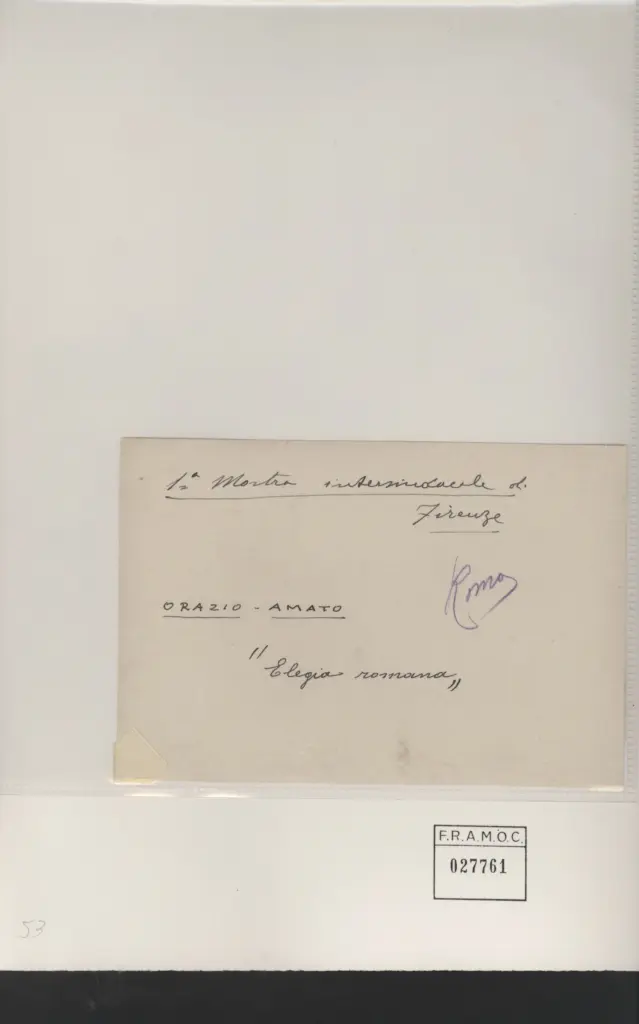 1ª Mostra intersindacale di
Firenze
Roma
ORAZIO - AMATO
"Elegia romana„
F.R.A.M.O.C.
027761
53